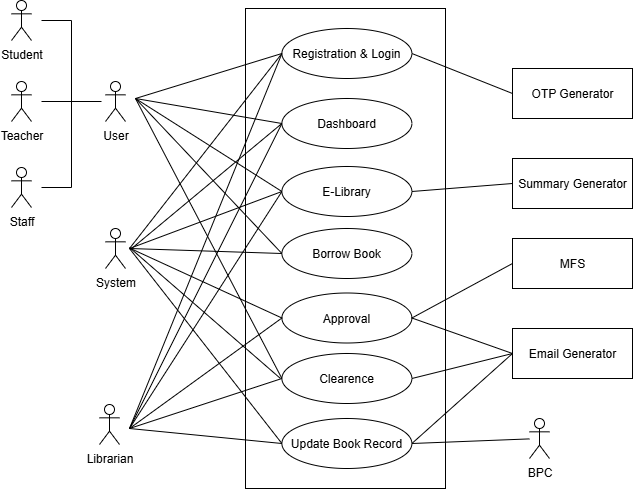 Student
Teacher
Staff
User
System
Librarian
Registration & Login
Dashboard
E-Library
Borrow Book
Approval
Clearence
Update Book Record
OTP Generator
Summary Generator
MFS
Email Generator
BPC